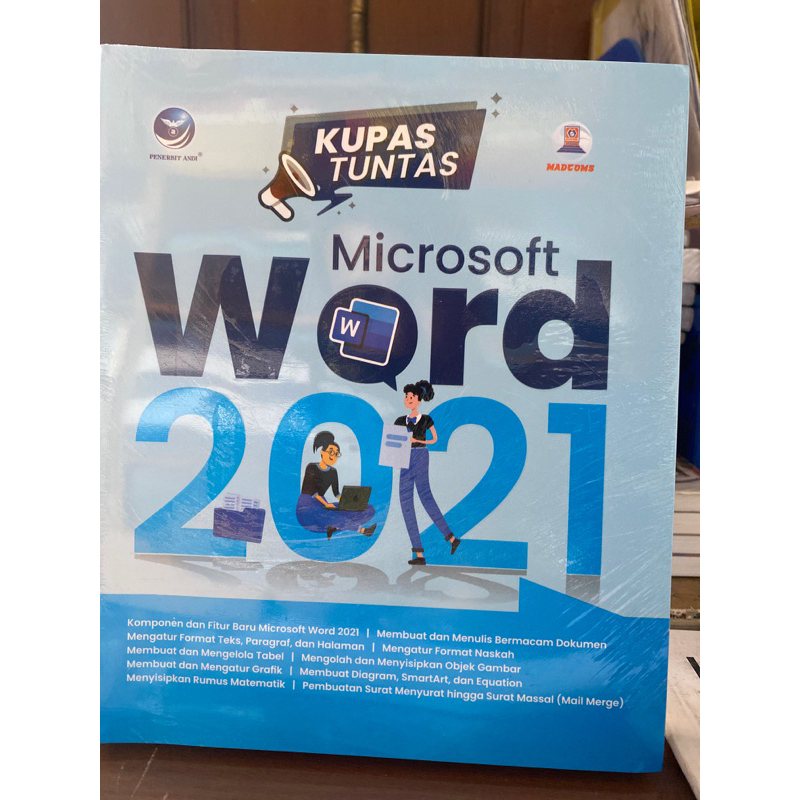 PENERBIT ANDI®
KUPAS
TUNTAS
MADCOMS
Microsoft
Word
W
2021
Komponen dan Fitur Baru Microsoft Word 2021 | Membuat dan Menulis Bermacam Dokumen
Mengatur Format Teks, Paragraf, dan Halaman | Mengatur Format Naskah
Membuat dan Mengelola Tabel | Mengolah dan Menyisipkan Objek Gambar
Membuat dan Mengatur Grafik | Membuat Diagram, SmartArt, dan Equation
Menyisipkan Rumus Matematik | Pembuatan Surat Menyurat hingga Surat Massal (Mail Merge)